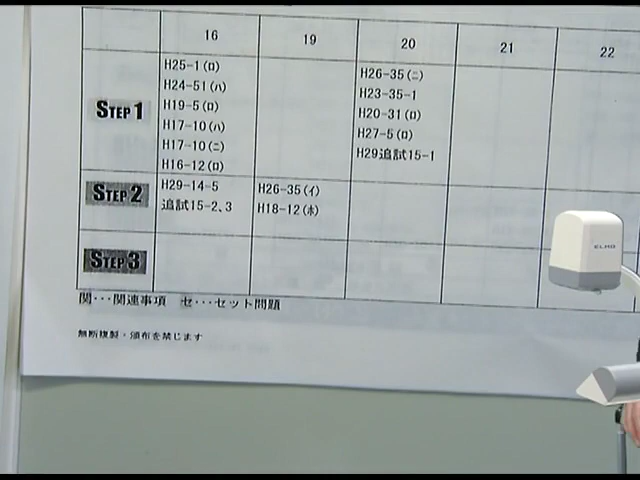 16 19 20 21 22
STEP 1
H25-1(ロ)
H24-51(ハ)
H19-5(ロ)
H17-10(ハ)
H17-10(ニ)
H16-12(ロ)
H26-35(ニ)
H23-35-1
H20-31(ロ)
H27-5(ロ)
H29追試15-1
STEP 2
H29-14-5
追試15-2、3
H26-35(イ)
H18-12(ホ)
STEP 3
関･･･関連事項 セ･･･セット問題
無断複製・頒布を禁じます
ELMO